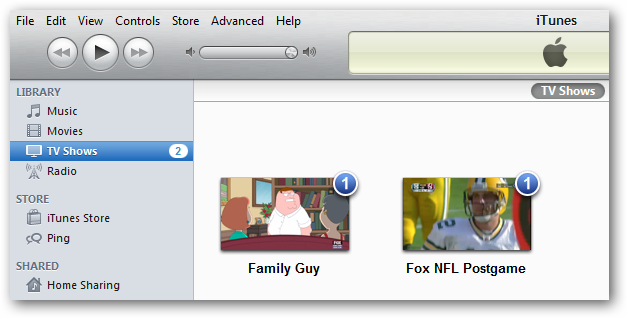 File Edit View Controls Store Advanced Help
iTunes
LIBRARY
Music
Movies
TV Shows 2
Radio
STORE
iTunes Store
Ping
SHARED
Home Sharing
TV Shows
1
1
FOX
Family Guy
Fox NFL Postgame